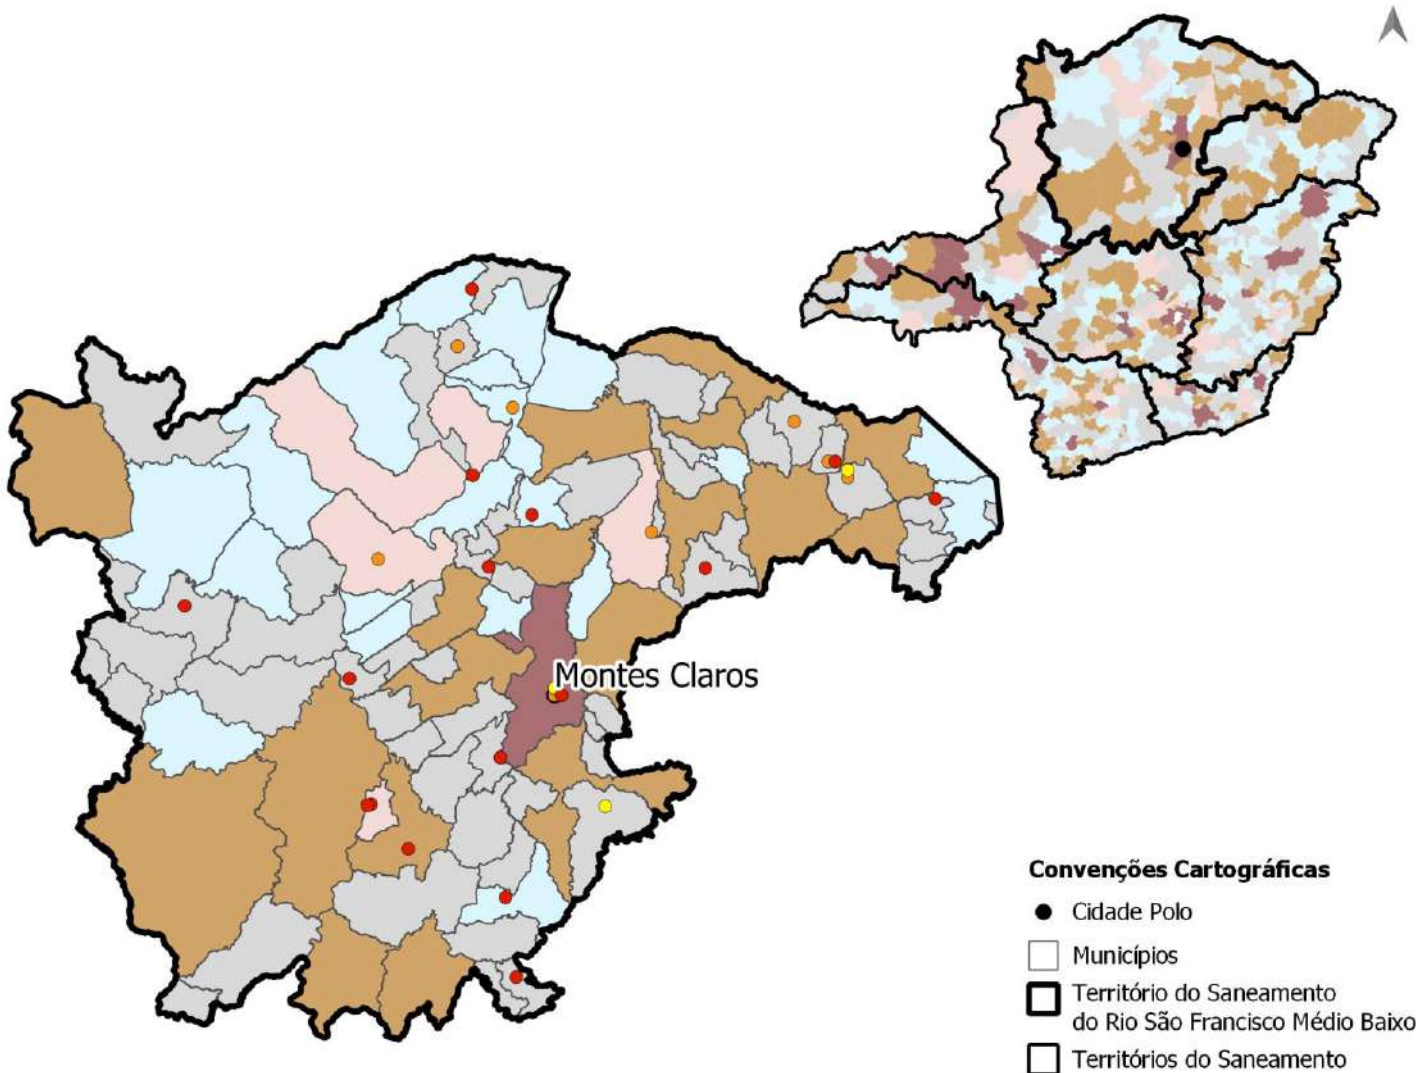 Montes Claros
Convenções Cartográficas
Cidade Polo
Municípios
Território do Saneamento
do Rio São Francisco Médio Baixo
Territórios do Saneamento